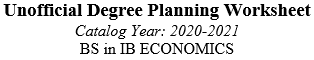 Unofficial Degree Planning Worksheet
Catalog Year: 2020-2021
BS in IB ECONOMICS